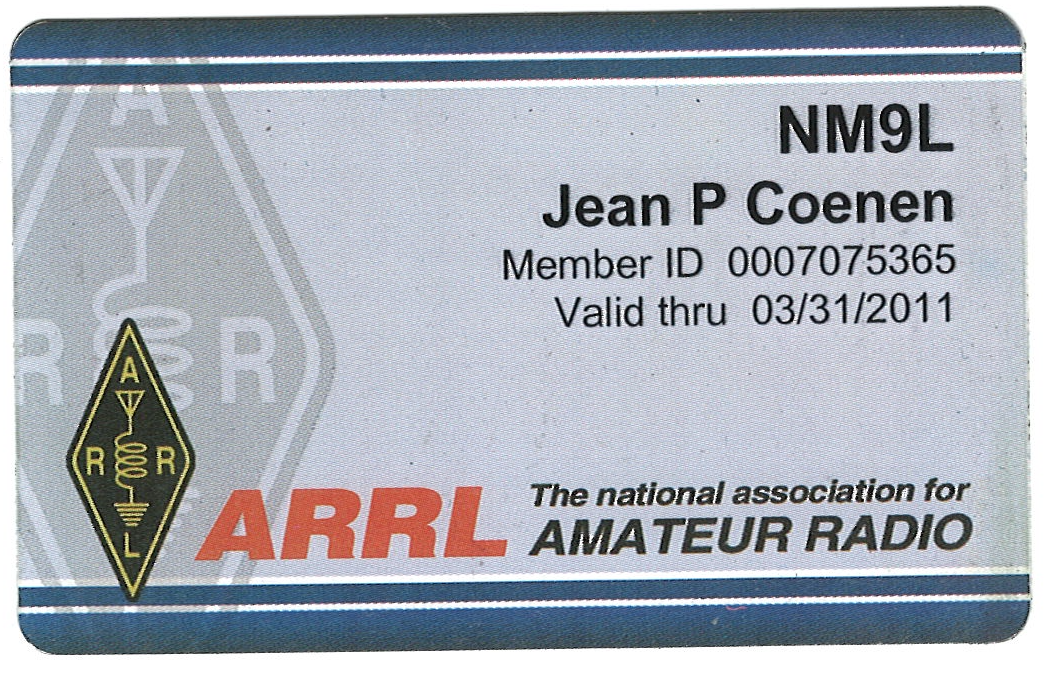 NM9L
Jean P Coenen
Member ID 0007075365
Valid thru 03/31/2011
A
R R
L
A
R R
ARRL
The national association for
AMATEUR RADIO